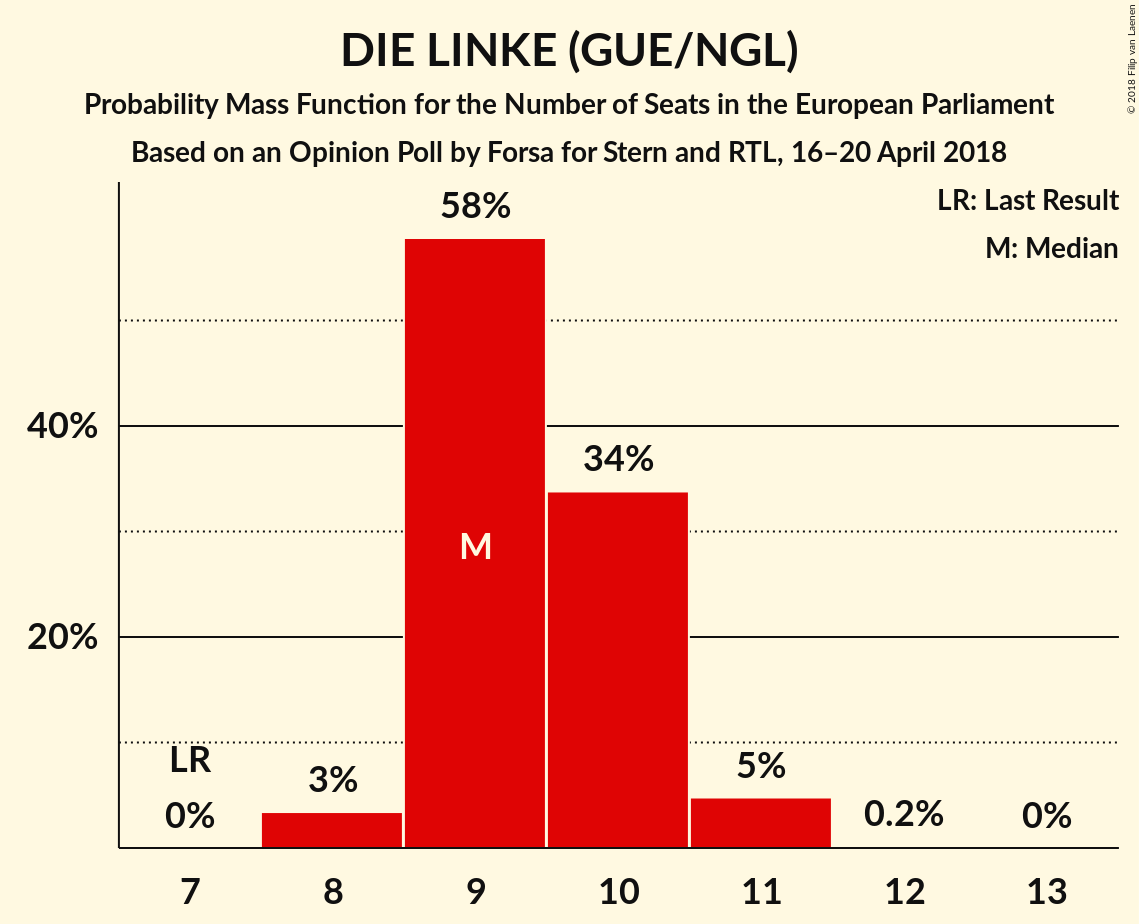 DIE LINKE (GUE/NGL)
Probability Mass Function for the Number of Seats in the European Parliament
Based on an Opinion Poll by Forsa for Stern and RTL, 16–20 April 2018
© 2018 Filip van Laenen
LR: Last Result
M: Median
58%
40%
34%
M
20%
LR
0%
3%
5%
0.2%
0%
7 8 9 10 11 12 13